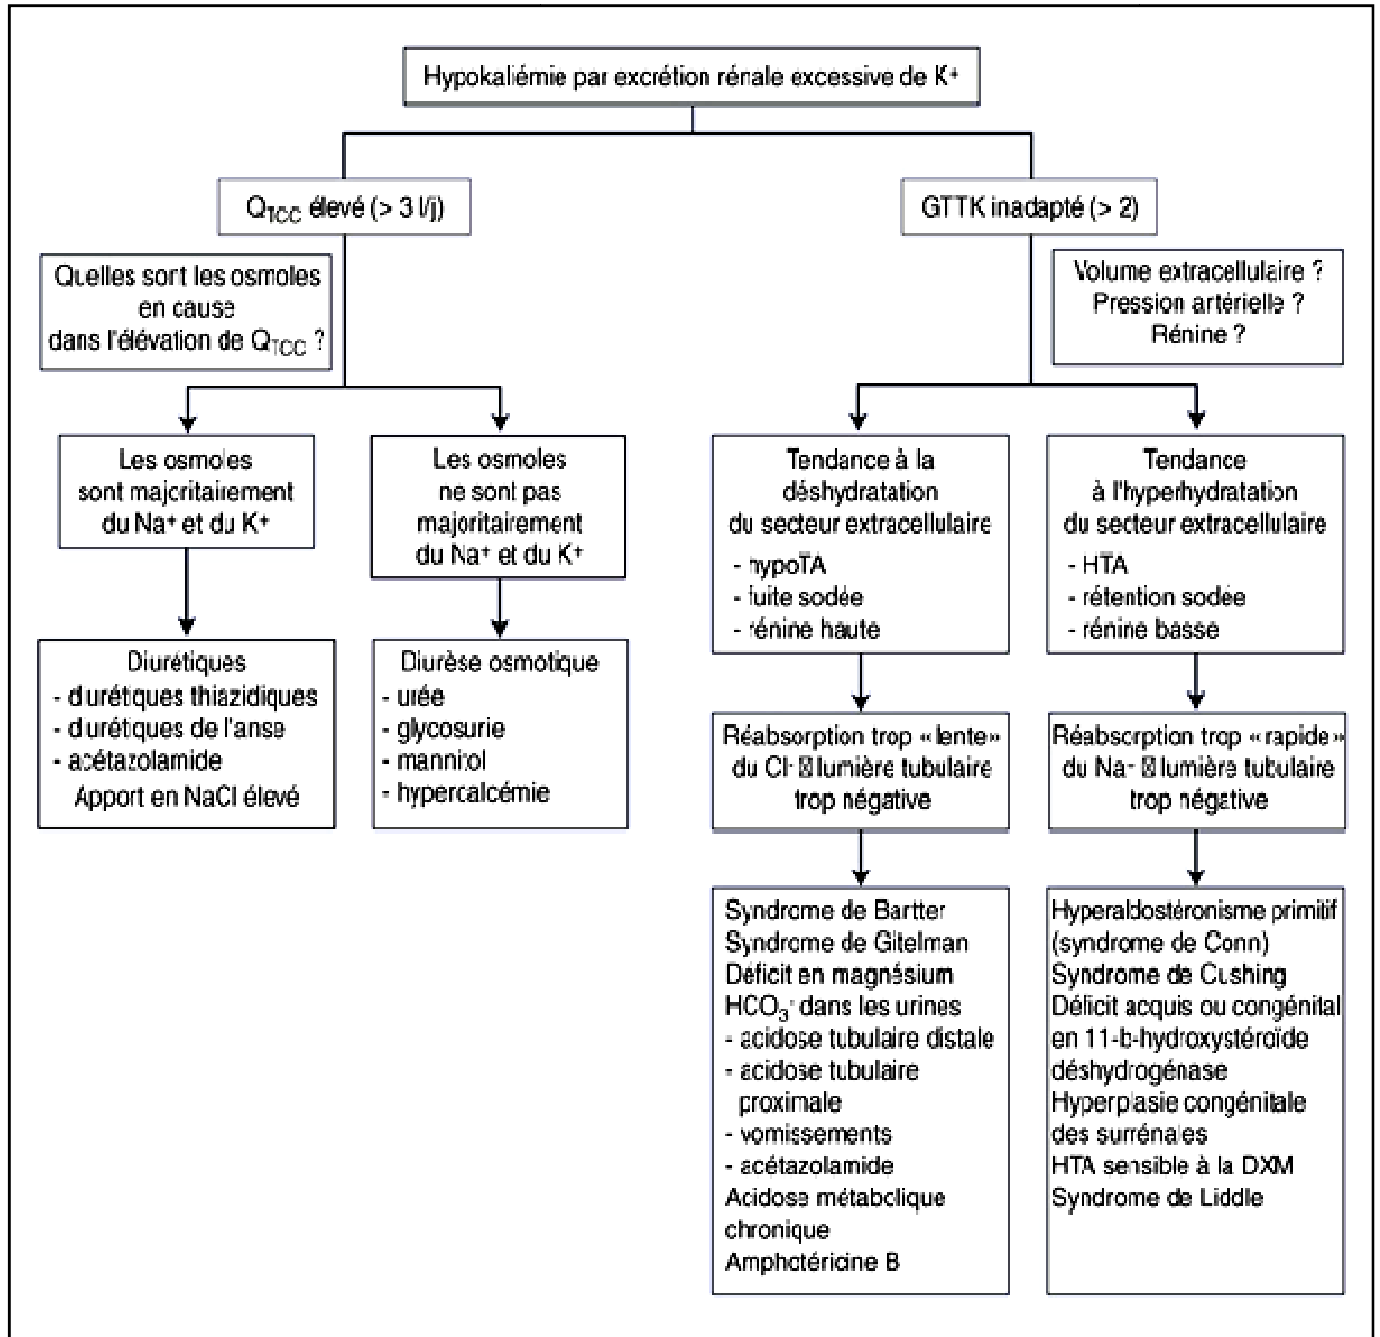 Hypokaliémie par excrétion rénale excessive de K+
QTCC élevé (> 3 l/j)
GTTK inadapté (> 2)
Quelles sont les osmoles
en cause
dans l'élévation de QTCC ?
Volume extracellulaire ?
Pression artérielle ?
Rénine ?
Les osmoles
sont majoritairement
du Na+ et du K+
Les osmoles
ne sont pas
majoritairement
du Na+ et du K+
Tendance à la
déshydratation
du secteur extracellulaire
- hypoTA
- fuite sodée
- rénine haute
Tendance
à l'hyperhydratation
du secteur extracellulaire
- HTA
- rétention sodée
- rénine basse
Diurétiques
- diurétiques thiazidiques
- diurétiques de l'anse
- acétazolamide
Apport en NaCl élevé
Diurèse osmotique
- urée
- glycosurie
- mannitol
- hypercalcémie
Réabsorption trop «lente»
du Cl- lumière tubulaire
trop négative
Réabsorption trop «rapide»
du Na+ lumière tubulaire
trop négative
Syndrome de Bartter
Syndrome de Gitelman
Déficit en magnésium
HCO3- dans les urines
- acidose tubulaire distale
- acidose tubulaire
proximale
- vomissements
- acétazolamide
Acidose métabolique
chronique
Amphotéricine B
Hyperaldostéronisme primitif
(syndrome de Conn)
Syndrome de Cushing
Déficit acquis ou congénital
en 11-b-hydroxystéroïde
déshydrogénase
Hyperplasie congénitale
des surrénales
HTA sensible à la DXM
Syndrome de Liddle